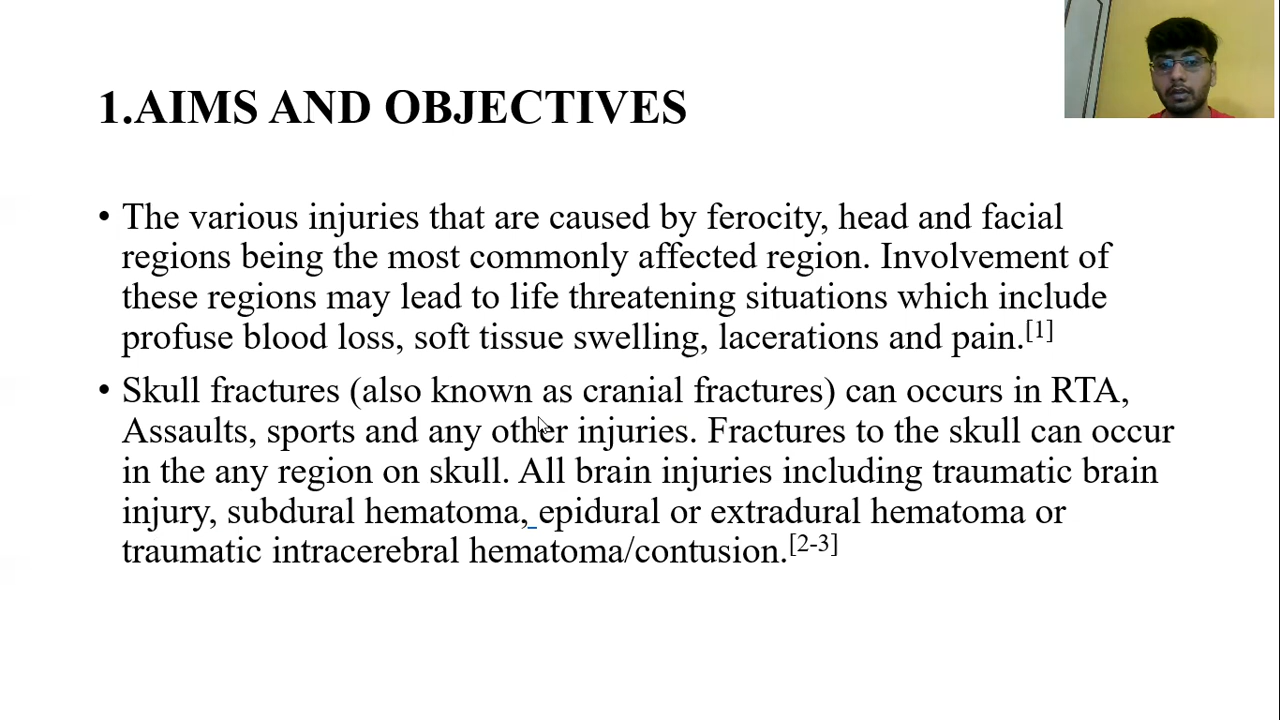 1.AIMS AND OBJECTIVES
• The various injuries that are caused by ferocity, head and facial
regions being the most commonly affected region. Involvement of
these regions may lead to life threatening situations which include
profuse blood loss, soft tissue swelling, lacerations and pain.[1]
• Skull fractures (also known as cranial fractures) can occurs in RTA,
Assaults, sports and any other injuries. Fractures to the skull can occur
in the any region on skull. All brain injuries including traumatic brain
injury, subdural hematoma, epidural or extradural hematoma or
traumatic intracerebral hematoma/contusion.[2-3]